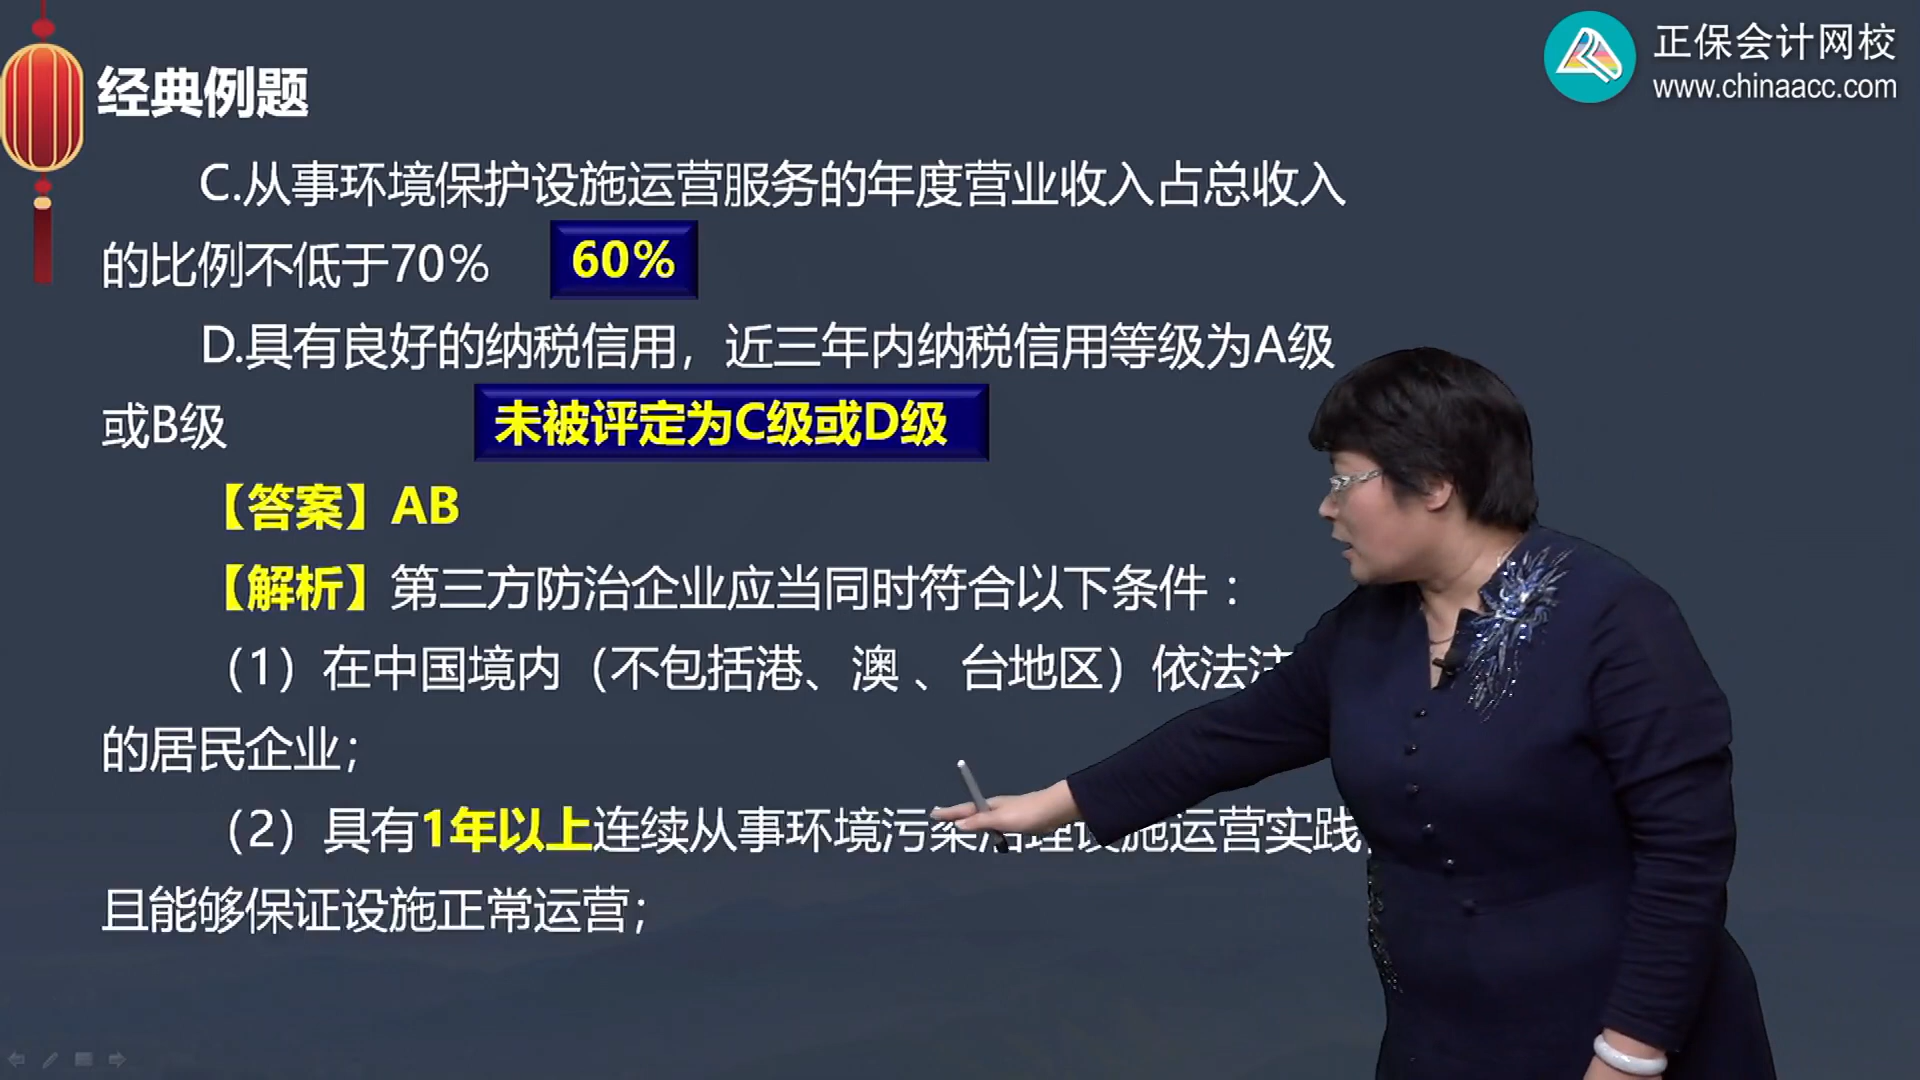 正保会计网校
www.chinaacc.com
经典例题
C.从事环境保护设施运营服务的年度营业收入占总收入
的比例不低于70%
60%
D.具有良好的纳税信用，近三年内纳税信用等级为A级
或B级
未被评定为C级或D级
【答案】AB
【解析】第三方防治企业应当同时符合以下条件：
（1）在中国境内（不包括港、澳、台地区）依法
的居民企业；
（2）具有1年以上连续从事环境污染治理设施运营实践，
且能够保证设施正常运营；